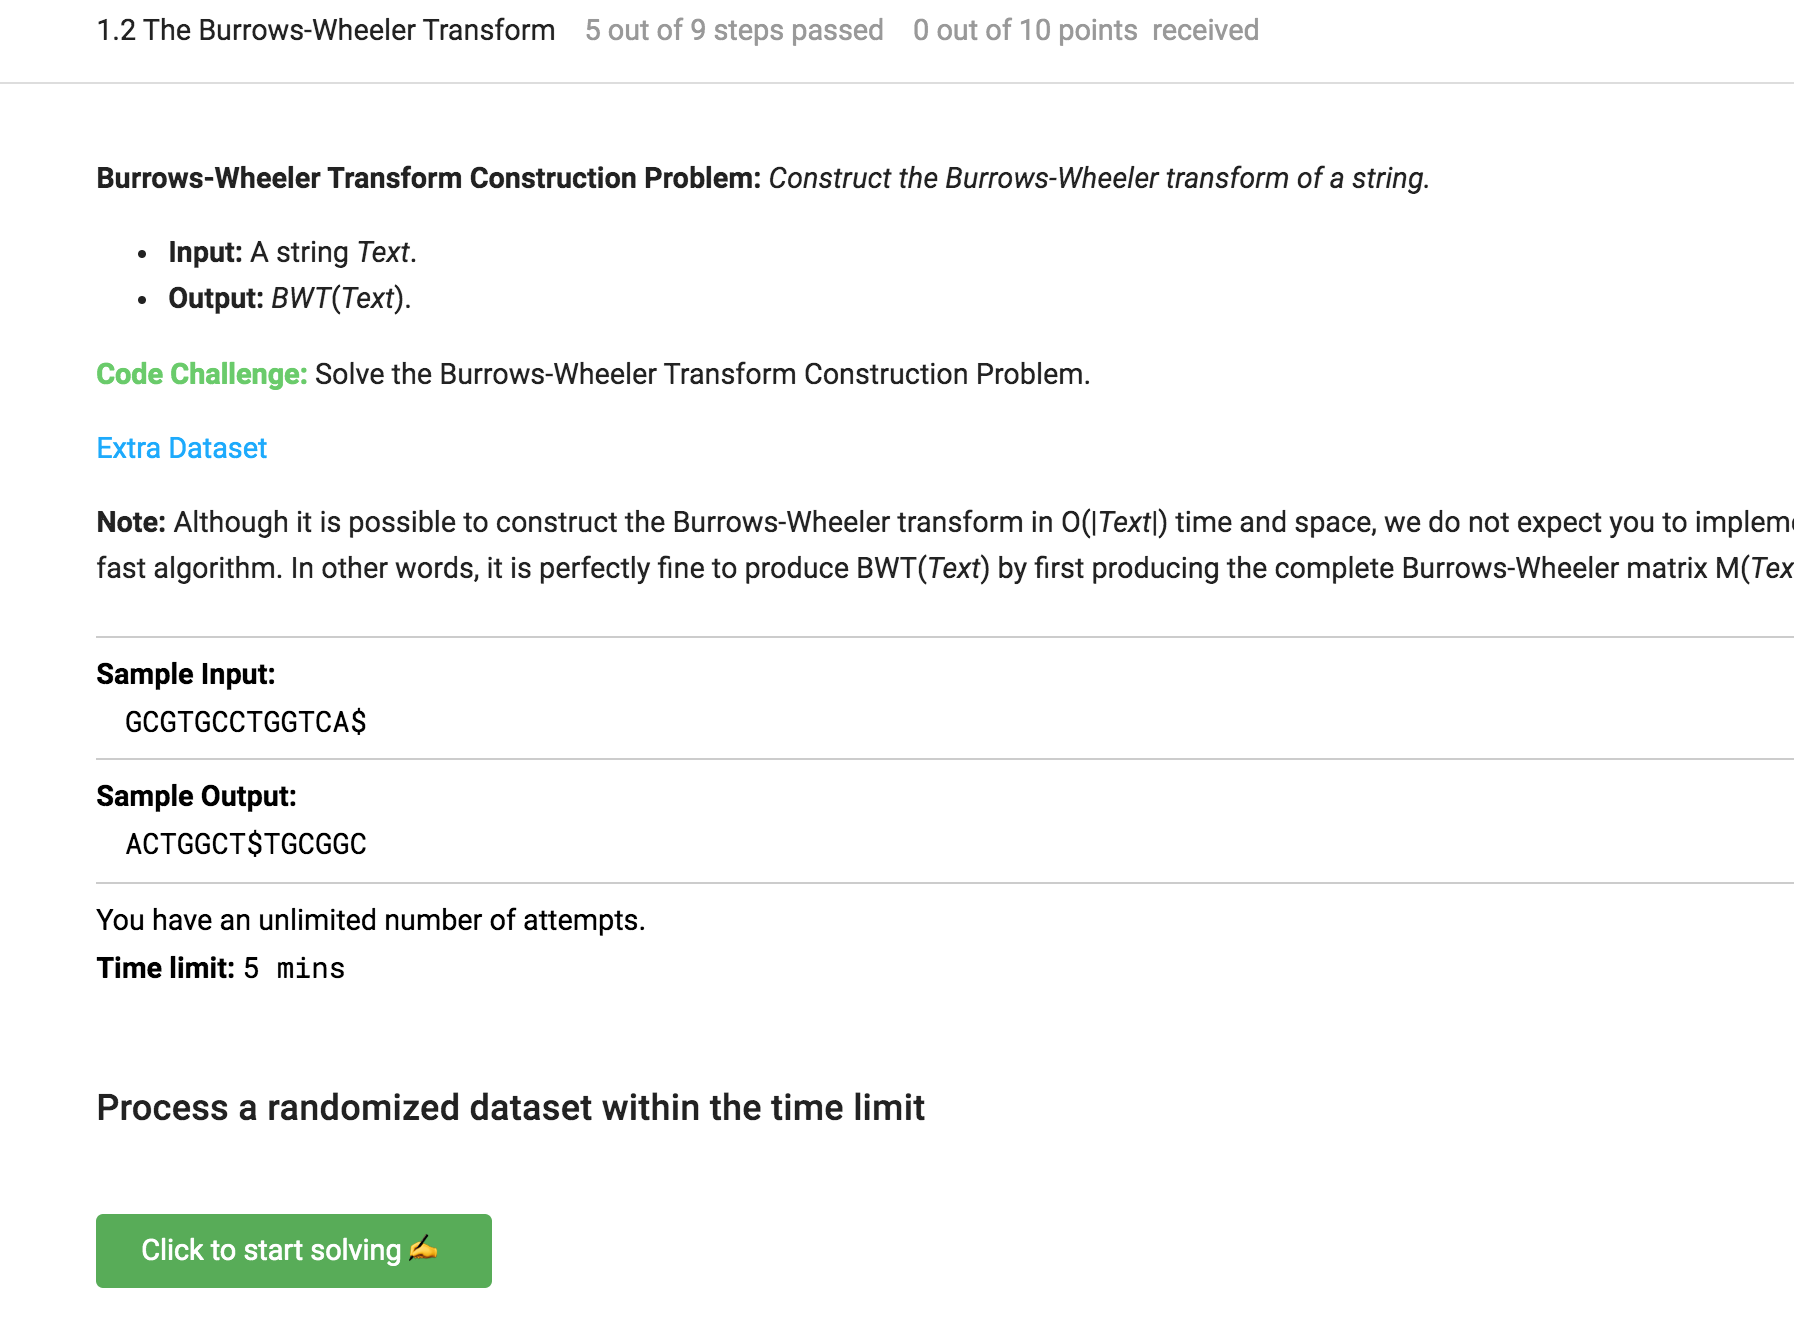 1.2 The Burrows-Wheeler Transform 5 out of 9 steps passed 0 out of 10 points received
Burrows-Wheeler Transform Construction Problem: Construct the Burrows-Wheeler transform of a string.
• Input: A string Text.
• Output: BWT(Text).
Code Challenge: Solve the Burrows-Wheeler Transform Construction Problem.
Extra Dataset
Note: Although it is possible to construct the Burrows-Wheeler transform in O(|Text|) time and space, we do not expect you to
fast algorithm. In other words, it is perfectly fine to produce BWT(Text) by first producing the complete Burrows-Wheeler matrix
Sample Input:
GCGTGCCTGGTCA$
Sample Output:
ACTGGCT$TGCGGC
You have an unlimited number of attempts.
Time limit: 5 mins
Process a randomized dataset within the time limit
Click to start solving ✍